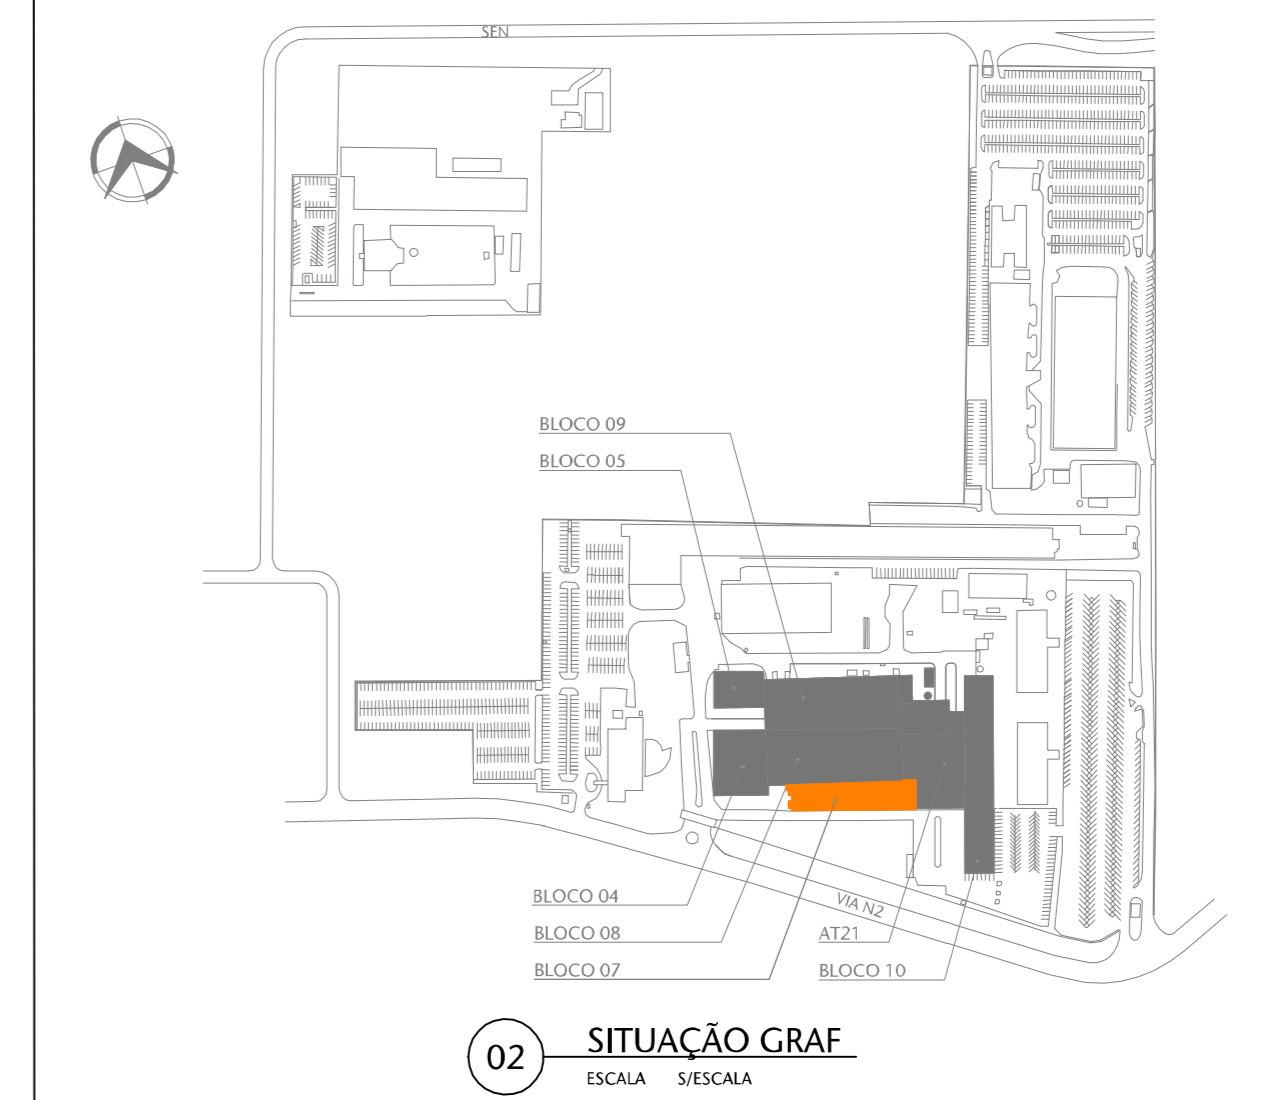 SEN
BLOCO 09
BLOCO 05
BLOCO 04
BLOCO 08
BLOCO 07
VIA N2
AT21
BLOCO 10
02
SITUAÇÃO GRAF
ESCALA S/ESCALA